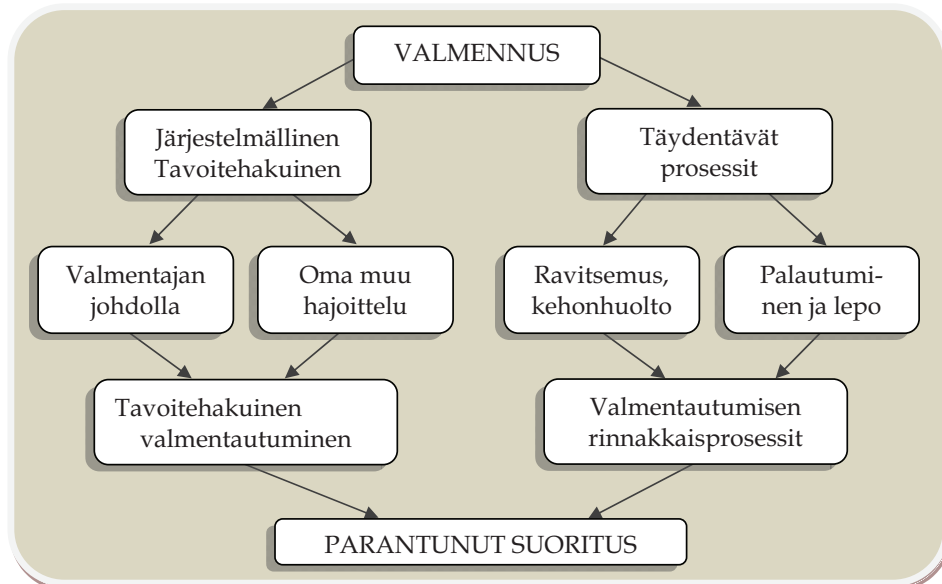 VALMENNUS
Järjestelmällinen
Tavoitehakuinen
Täydentävät
prosessit
Valmentajan
johdolla
Oma muu
hajoittelu
Ravitsemus,
kehonhuolto
Palautumi-
nen ja lepo
Tavoitehakuinen
valmentautuminen
Valmentautumisen
rinnakkaisprosessit
PARANTUNUT SUORITUS